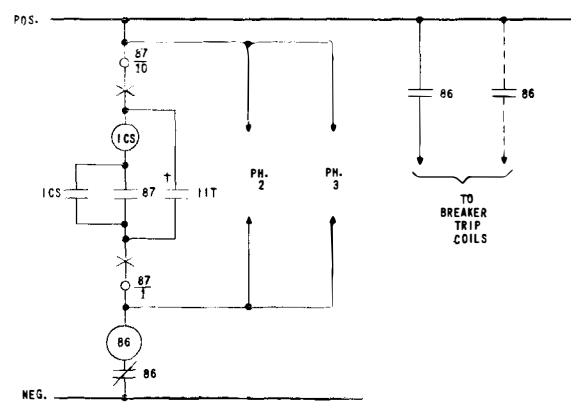 POS.
87
10
86
86
ICS
ICS
87
†
IIT
PH.
2
PH.
3
TO
BREAKER
TRIP
COILS
87
1
86
86
NEG.